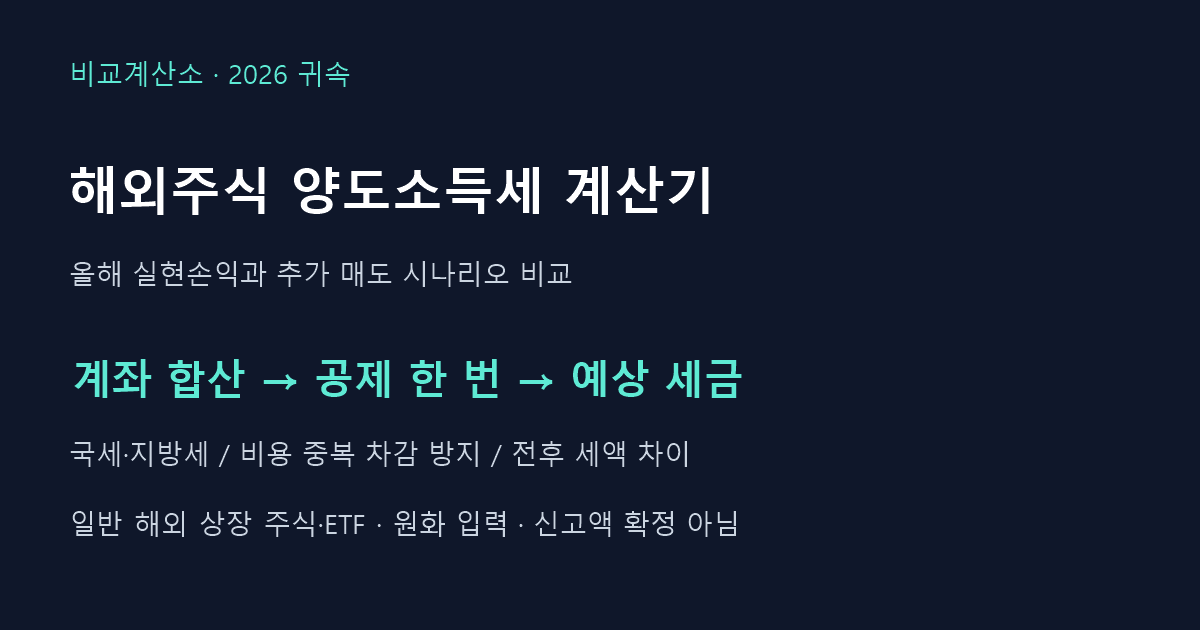 비교계산소 · 2026 귀속
해외주식 양도소득세 계산기
올해 실현손익과 추가 매도 시나리오 비교
계좌 합산 → 공제 한 번 → 예상 세금
국세·지방세 / 비용 중복 차감 방지 / 전후 세액 차이
일반 해외 상장 주식·ETF · 원화 입력 · 신고액 확정 아님